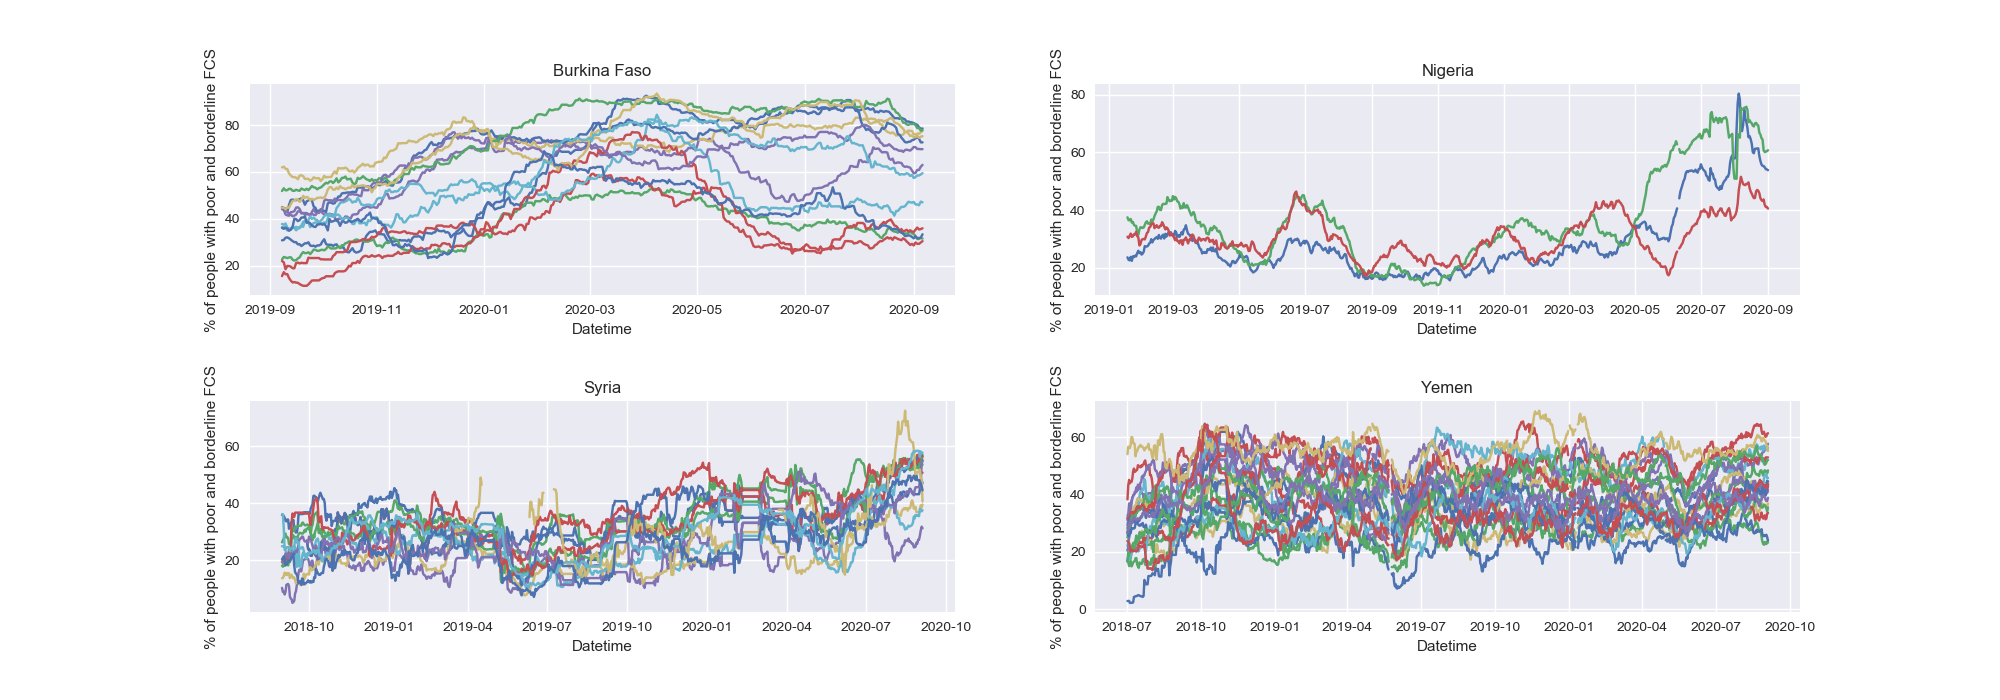 Burkina Faso
% of people with poor and borderline FCS
80
60
40
20
2019-09 2019-11 2020-01 2020-03 2020-05 2020-07 2020-09
Datetime
Nigeria
% of people with poor and borderline FCS
80
60
40
20
2019-01 2019-03 2019-05 2019-07 2019-09 2019-11 2020-01 2020-03 2020-05 2020-07 2020-09
Datetime
Syria
% of people with poor and borderline FCS
60
40
20
2018-10 2019-01 2019-04 2019-07 2019-10 2020-01 2020-04 2020-07 2020-10
Datetime
Yemen
% of people with poor and borderline FCS
60
40
20
0
2018-07 2018-10 2019-01 2019-04 2019-07 2019-10 2020-01 2020-04 2020-07 2020-10
Datetime